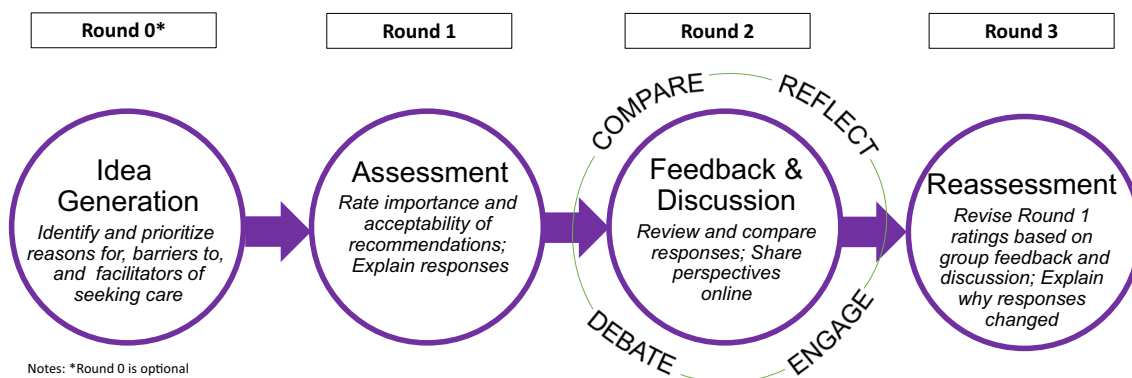 Round 0*
Round 1
Round 2
Round 3
Idea
Generation
Identify and prioritize
reasons for, barriers to,
and facilitators of
seeking care
Assessment
Rate importance and
acceptability of
recommendations;
Explain responses
COMPARE
REFLECT
Feedback &
Discussion
Review and compare
responses; Share
perspectives
online
DEBATE
ENGAGE
Reassessment
Revise Round 1
ratings based on
group feedback and
discussion; Explain
why responses
changed
Notes: *Round 0 is optional